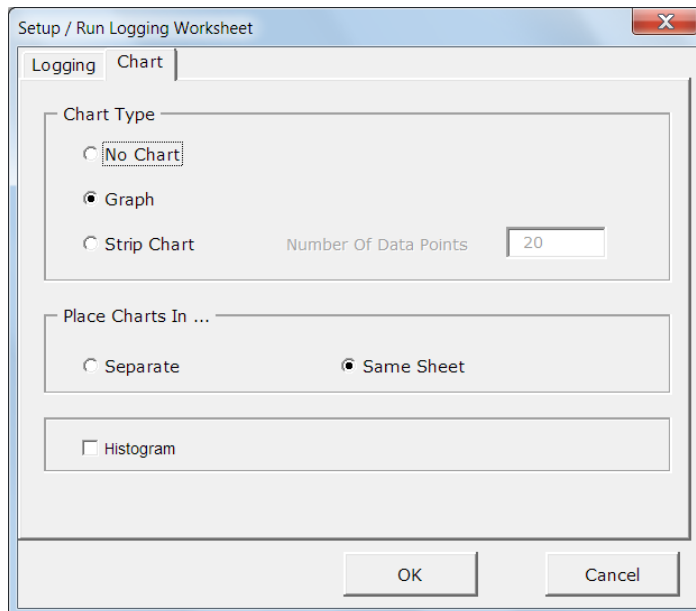 Setup / Run Logging Worksheet
Logging Chart
Chart Type
No Chart
Graph
Strip Chart Number Of Data Points 20
Place Charts In ...
Separate Same Sheet
Histogram
OK Cancel